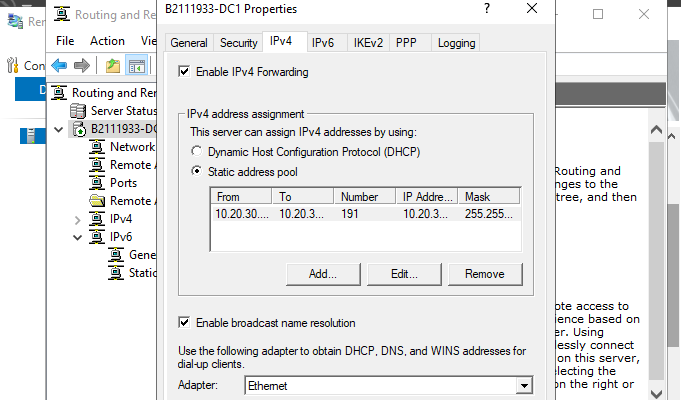 Rem
Routing and Re
B2111933-DC1 Properties
?
File
Action
General
Security
IPv4
IPv6
IKEv2
PPP
Logging
Con
D
Enable IPv4 Forwarding
Routing and Rer
Server Status
B2111933-DC
Network
Remote A
Ports
Remote A
IPv4
IPv6
Gene
Static
IPv4 address assignment
This server can assign IPv4 addresses by using:
Dynamic Host Configuration Protocol (DHCP)
Static address pool
From To Number IP Addre... Mask
10.20.30.... 10.20.3... 191 10.20.3... 255.255...
Add... Edit... Remove
Enable broadcast name resolution
Use the following adapter to obtain DHCP, DNS, and WINS addresses for
dial-up clients.
Adapter: Ethernet
Routing and
nges to the
tree, and then
ote access to
ience based on
er. Using
lessly connect
on this server,
electing the
on the right or